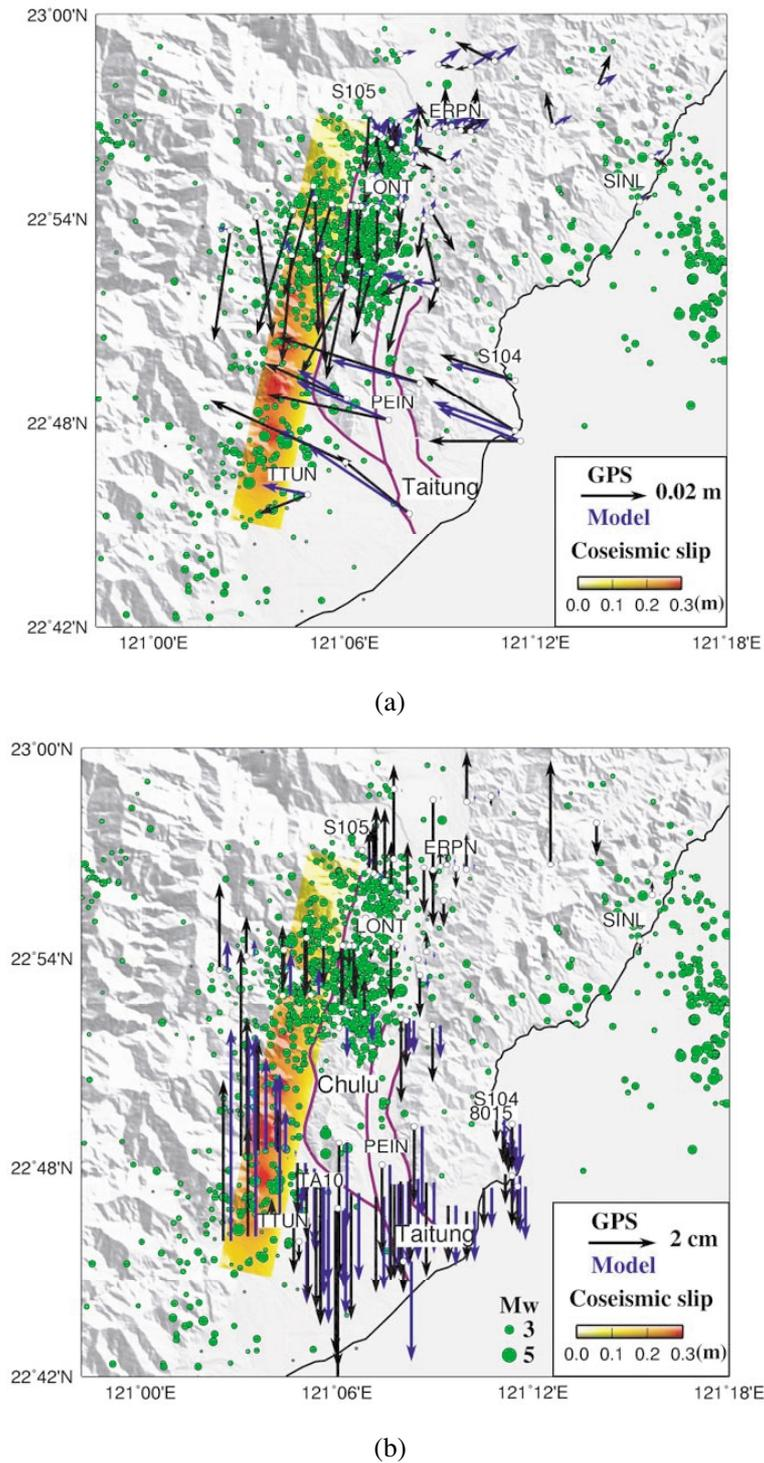 23°00'N
S105
ERPN
LONT
SINL
22°54'N
S104
22°48'N
PEIN
TTUN
Taitung
GPS
0.02 m
Model
Coseismic slip
0.0 0.1 0.2 0.3(m)
22°42'N
121°00'E 121°06'E 121°12'E 121°18'E
(a)
23°00'N
S105
ERPN
LONT
SINL
22°54'N
Chulu
S104
8015
PEIN
22°48'N
TA10
TTUN
Taitung
GPS
2 cm
Model
Mw
3
5
Coseismic slip
0.0 0.1 0.2 0.3(m)
22°42'N
121°00'E 121°06'E 121°12'E 121°18'E
(b)